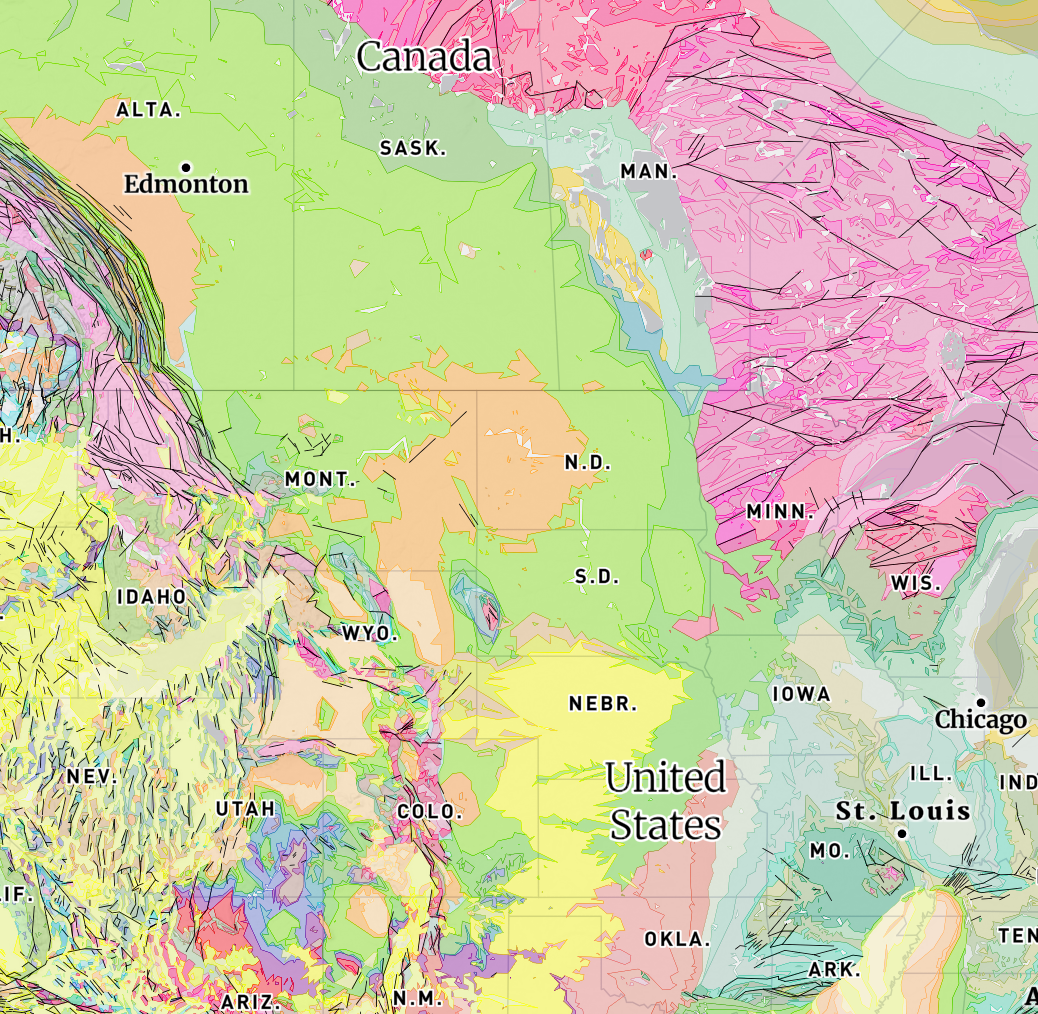 Canada
ALTA.
SASK.
MAN.
Edmonton
H.
MONT.
N.D.
MINN.
IDAHO
S.D.
WIS.
WYO.
NEBR.
IOWA
Chicago
NEV.
United
States
ILL.
IND
UTAH
COLO.
St. Louis
MO.
IF.
OKLA.
TEN
ARK.
ARIZ.
N.M.
A